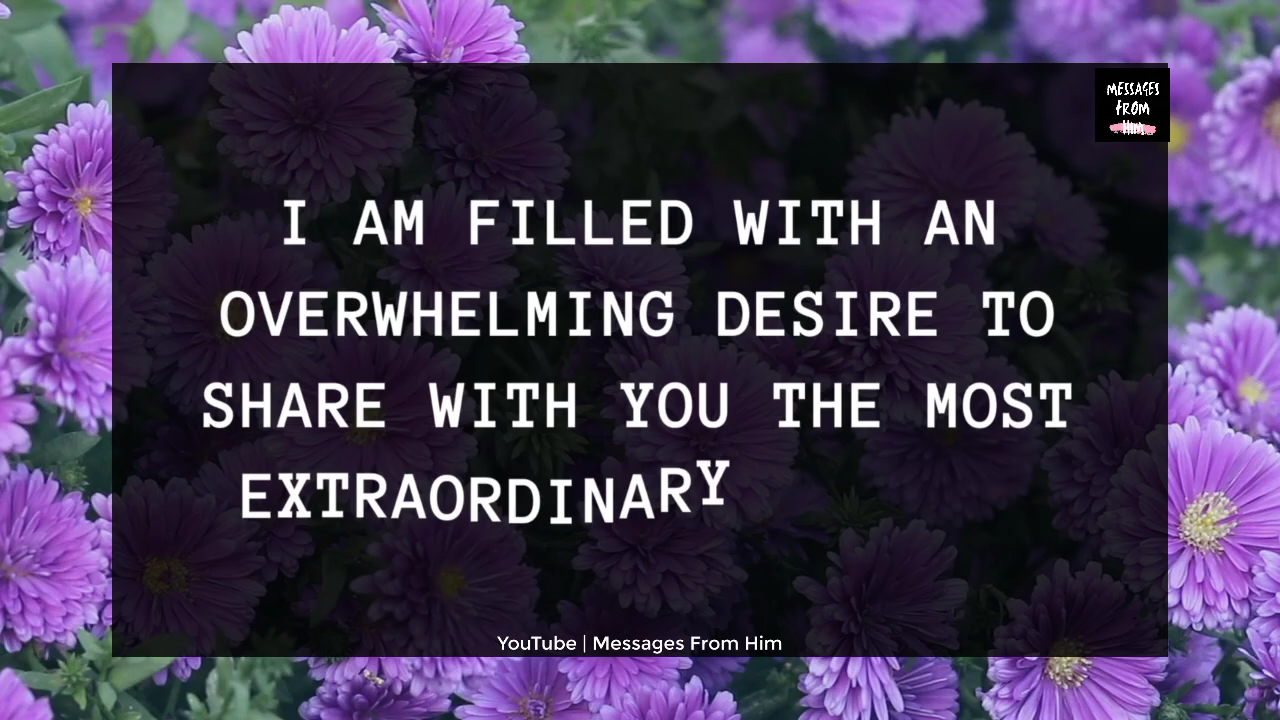 MESSAGES
FROM
HIM
I AM FILLED WITH AN
OVERWHELMING DESIRE TO
SHARE WITH YOU THE MOST
EXTRAORDINARY
YouTube | Messages From Him